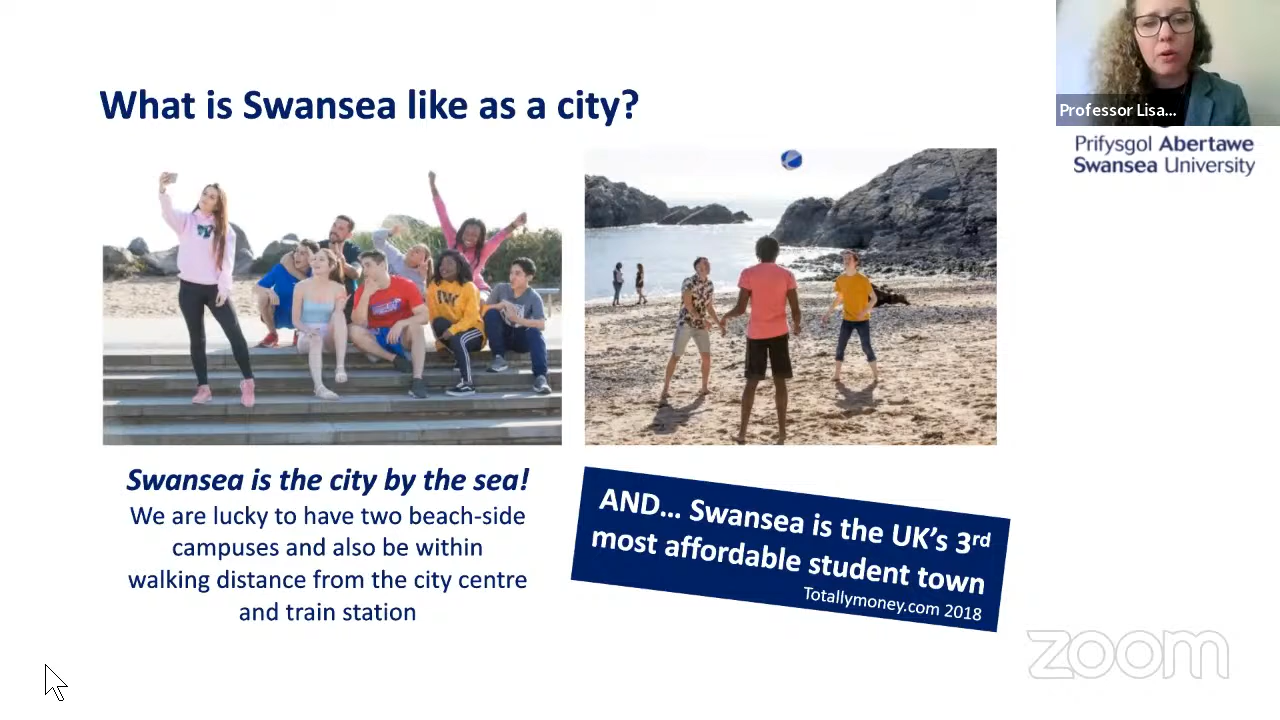 What is Swansea like as a city?
Professor Lisa...
Prifysgol Abertawe
Swansea University
Swansea is the city by the sea!
We are lucky to have two beach-side
campuses and also be within
walking distance from the city centre
and train station
AND... Swansea is the UK's 3rd
most affordable student town
Totallymoney.com 2018
zoom